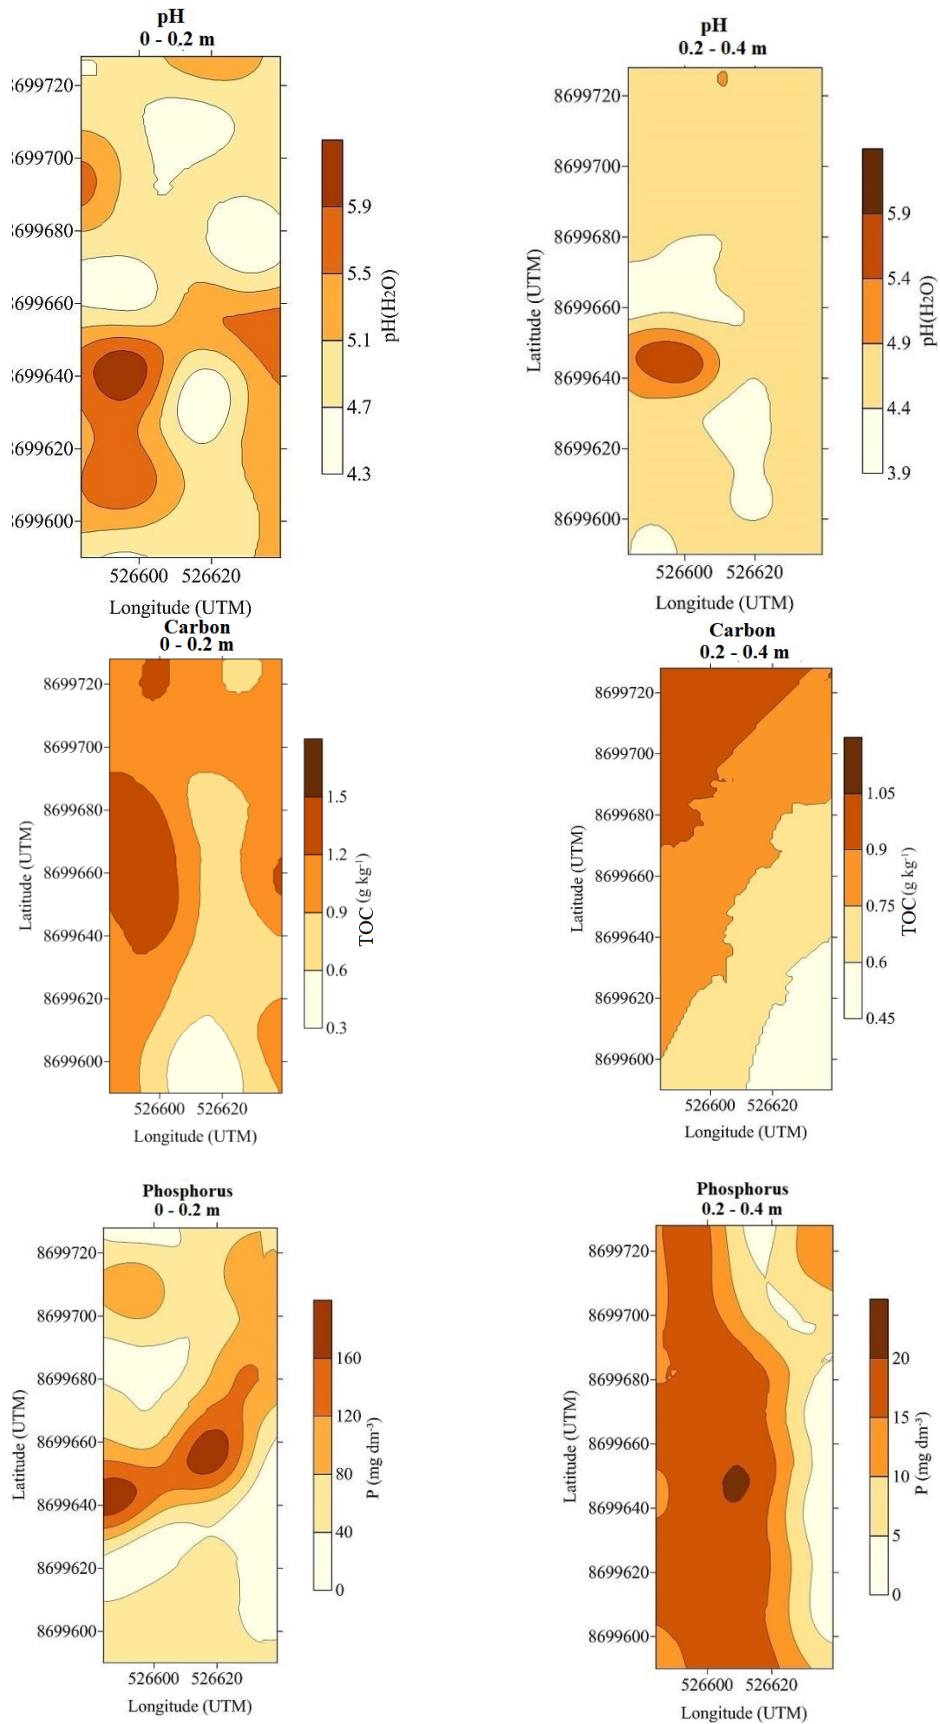 pH
0 - 0.2 m
8699720
8699700
8699680
8699660
8699640
8699620
8699600
526600 526620
Longitude (UTM)
5.9
5.5
5.1
4.7
4.3
pH(H2O)
pH
0.2 - 0.4 m
Latitude (UTM)
8699720
8699700
8699680
8699660
8699640
8699620
8699600
526600 526620
Longitude (UTM)
5.9
5.4
4.9
4.4
3.9
pH(H2O)
Carbon
0 - 0.2 m
Latitude (UTM)
8699720
8699700
8699680
8699660
8699640
8699620
8699600
526600 526620
Longitude (UTM)
1.5
1.2
0.9
0.6
0.3
TOC (g kg⁻¹)
Carbon
0.2 - 0.4 m
Latitude (UTM)
8699720
8699700
8699680
8699660
8699640
8699620
8699600
526600 526620
Longitude (UTM)
1.05
0.9
0.75
0.6
0.45
TOC (g kg⁻¹)
Phosphorus
0 - 0.2 m
Latitude (UTM)
8699720
8699700
8699680
8699660
8699640
8699620
8699600
526600 526620
Longitude (UTM)
160
120
80
40
0
P (mg dm⁻³)
Phosphorus
0.2 - 0.4 m
Latitude (UTM)
8699720
8699700
8699680
8699660
8699640
8699620
8699600
526600 526620
Longitude (UTM)
20
15
10
5
0
P (mg dm⁻³)